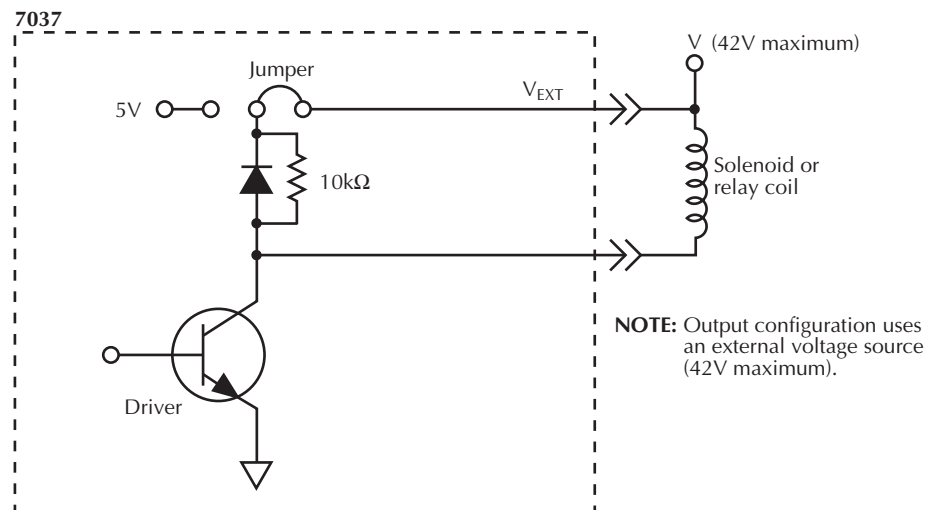 7037
Jumper
V (42V maximum)
5V
VEXT
10kΩ
Solenoid or
relay coil
Driver
NOTE: Output configuration uses
an external voltage source
(42V maximum).